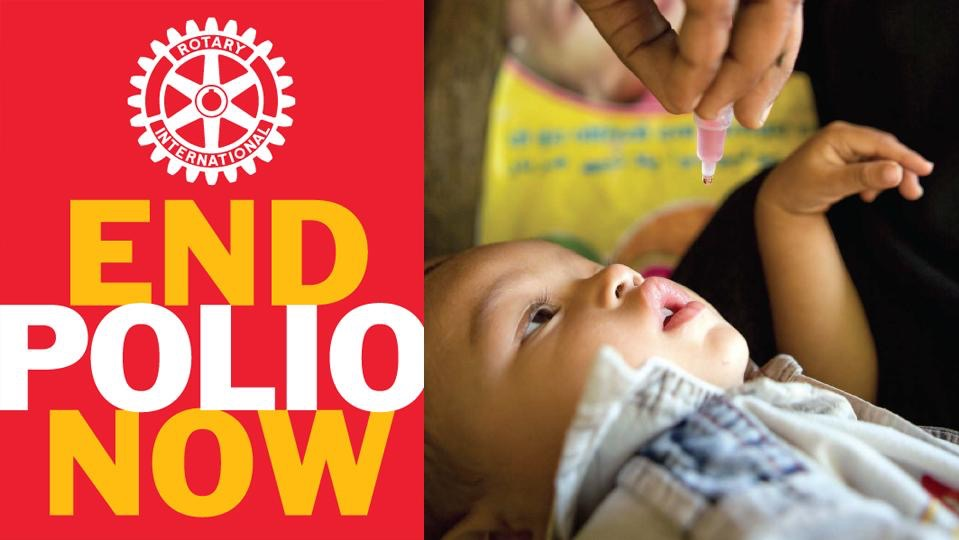 ROTARY
INTERNATIONAL
END
POLIO
NOW